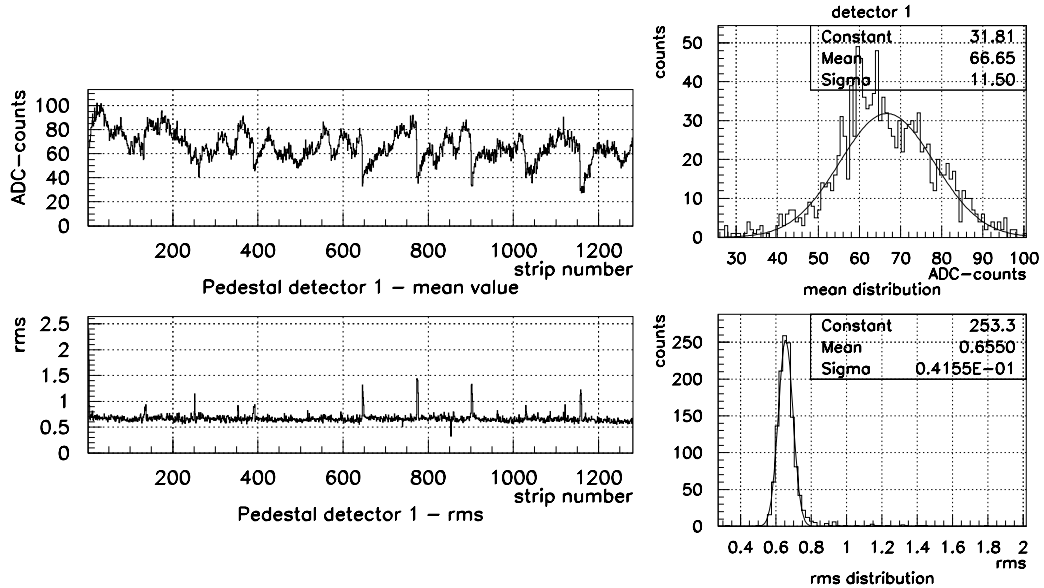 ADC-counts
100
80
60
40
20
0
200 400 600 800 1000 1200
strip number
Pedestal detector 1 - mean value
detector 1
counts
50
40
30
20
10
0
Constant 31.81
Mean 66.65
Sigma 11.50
30 40 50 60 70 80 90 100
ADC-counts
mean distribution
rms
2.5
2
1.5
1
0.5
0
200 400 600 800 1000 1200
strip number
Pedestal detector 1 - rms
counts
250
200
150
100
50
0
Constant 253.3
Mean 0.6550
Sigma 0.4155E-01
0.4 0.6 0.8 1 1.2 1.4 1.6 1.8 2
rms
rms distribution